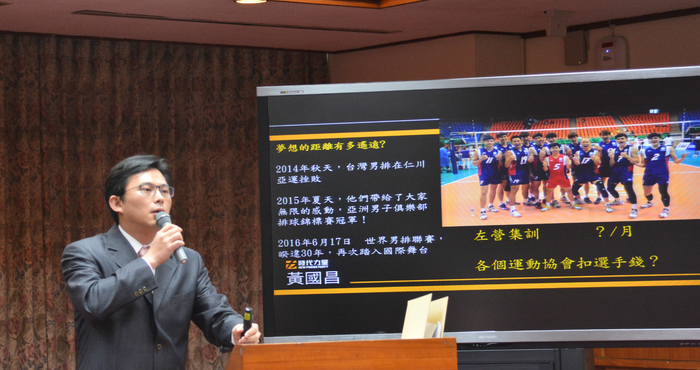 夢想的距離有多遙遠?
2014年秋天，台灣男排在仁川
亞運挫敗
2015年夏天，他們帶給了大家
無限的感動，亞洲男子俱樂部
排球錦標賽冠軍！
2016年6月17日 世界男排聯賽，
睽違30年，再次踏入國際舞台
時代力量
黃國昌
左營集訓 ？/月
各個運動協會扣選手錢？